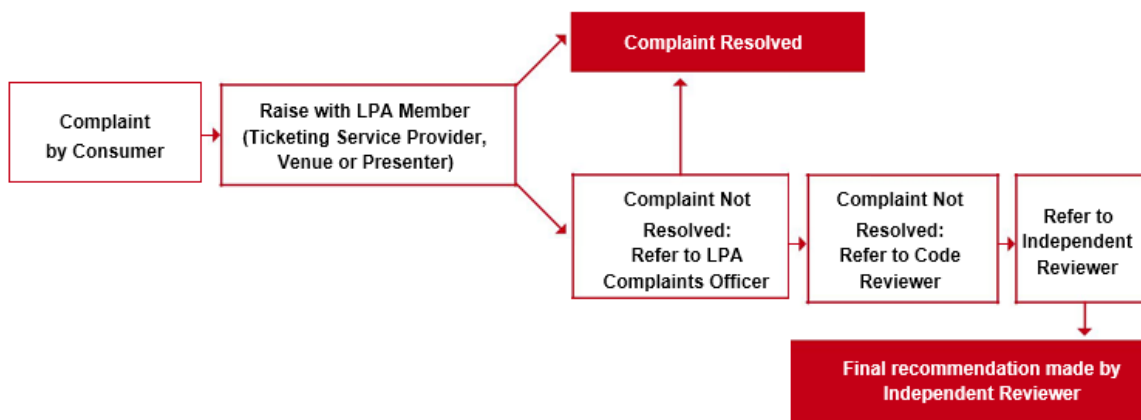 Complaint Resolved
Complaint
by Consumer
Raise with LPA Member
(Ticketing Service Provider,
Venue or Presenter)
Complaint Not
Resolved:
Refer to LPA
Complaints Officer
Complaint Not
Resolved:
Refer to Code
Reviewer
Refer to
Independent
Reviewer
Final recommendation made by
Independent Reviewer